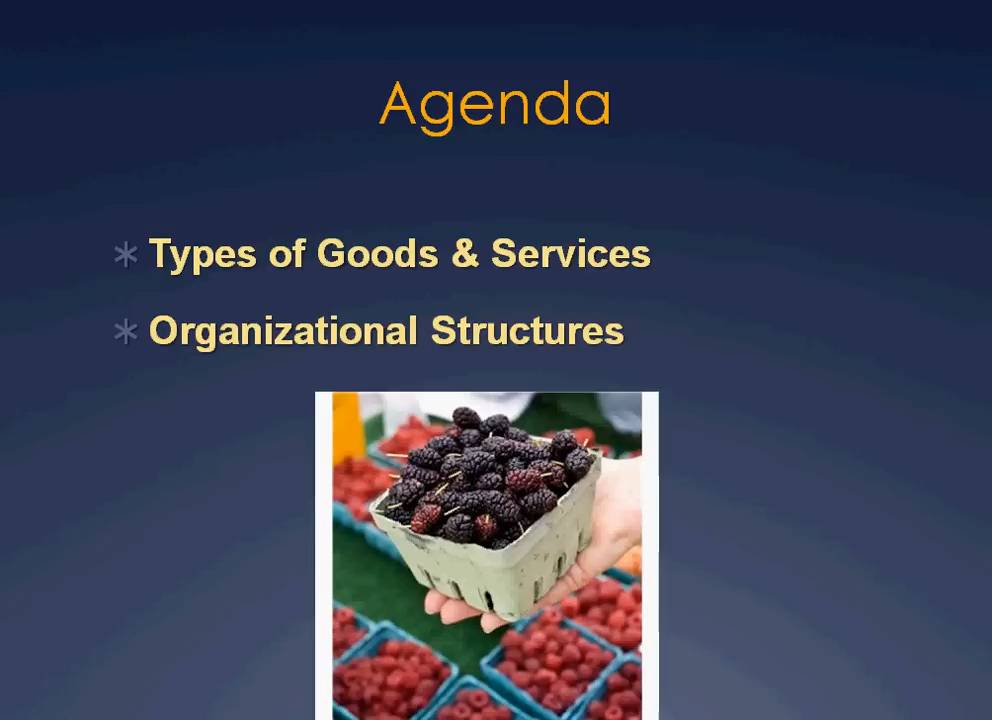 Agenda
Types of Goods & Services
Organizational Structures